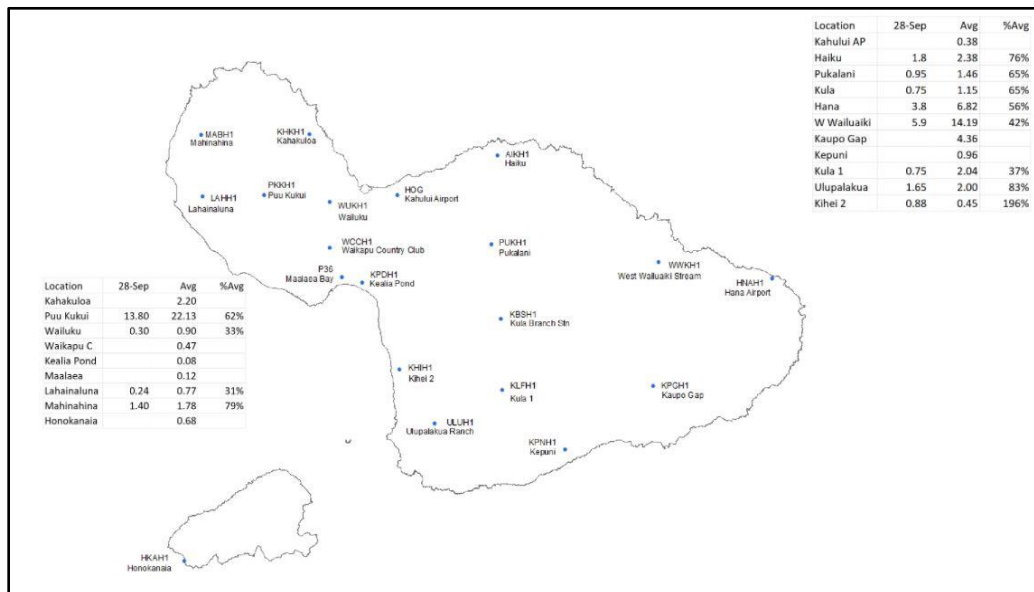 Location 28-Sep Avg %Avg
Kahului AP 0.38
Haiku 1.8 2.38 76%
Pukalani 0.95 1.46 65%
Kula 0.75 1.15 65%
Hana 3.8 6.82 56%
W Wailuaiki 5.9 14.19 42%
Kaupo Gap 4.36
Kepuni 0.96
Kula 1 0.75 2.04 37%
Ulupalakua 1.65 2.00 83%
Kihei 2 0.88 0.45 196%
MABH1
Mahinahina
KHKH1
Kahakuloa
AIKH1
Haiku
LAHH1
Lahainaluna
PKKH1
Puu Kukui
WUKH1
Wailuku
HOG
Kahului Airport
WCCH1
Waikapu Country Club
PUKH1
Pukalani
P36
Maalaea Bay
KPDH1
Kealia Pond
WWKH1
West Wailuaiki Stream
HNAH1
Hana Airport
KBSH1
Kula Branch Stn
KHIH1
Kihei 2
KLFH1
Kula 1
KPGH1
Kaupo Gap
ULUH1
Ulupalakua Ranch
KPNH1
Kepuni
HKAH1
Honokanaia
Location 28-Sep Avg %Avg
Kahakuloa 2.20
Puu Kukui 13.80 22.13 62%
Wailuku 0.30 0.90 33%
Waikapu C 0.47
Kealia Pond 0.08
Maalaea 0.12
Lahainaluna 0.24 0.77 31%
Mahinahina 1.40 1.78 79%
Honokanaia 0.68